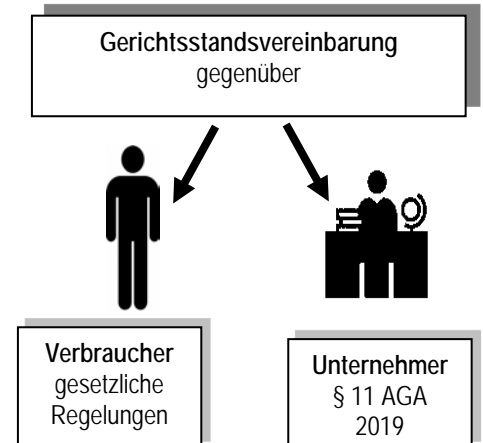 Gerichtsstandsvereinbarung
gegenüber
Verbraucher
gesetzliche
Regelungen
Unternehmer
§ 11 AGA
2019